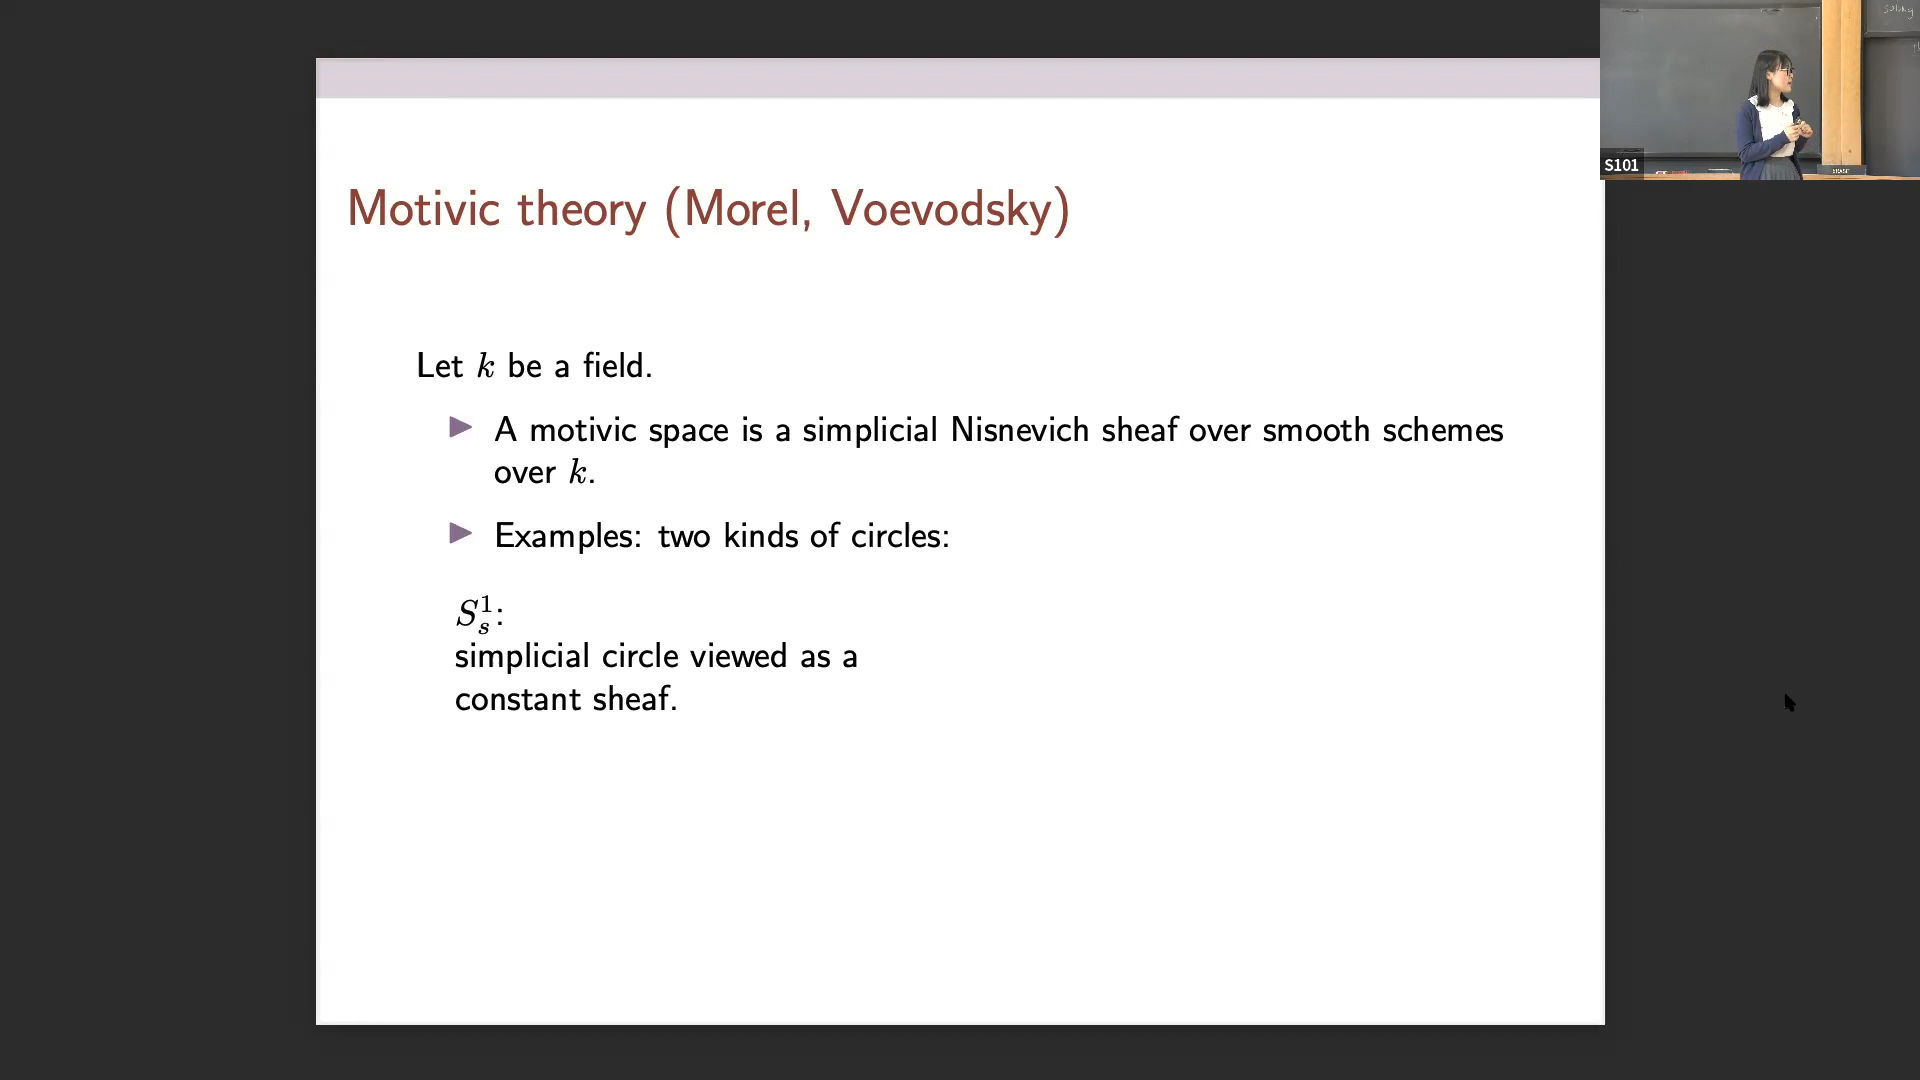 Motivic theory (Morel, Voevodsky)
Let k be a field.
▶ A motivic space is a simplicial Nisnevich sheaf over smooth schemes
over k.
▶ Examples: two kinds of circles:
S_s^1:
simplicial circle viewed as a
constant sheaf.
S101